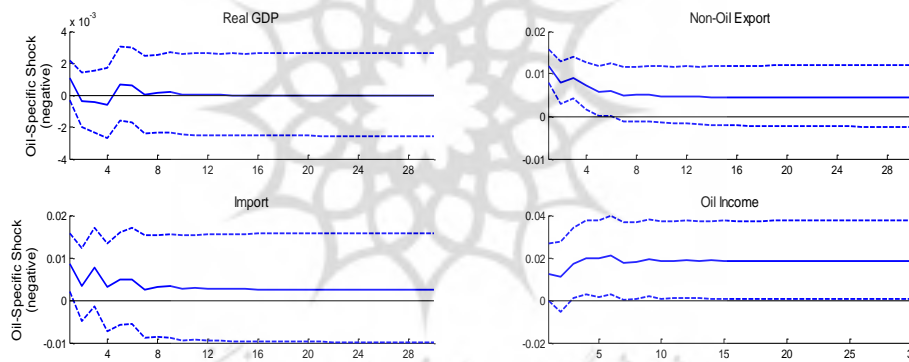 Real GDP
x 10⁻³
4
2
0
-2
-4
4 8 12 16 20 24 28
Oil-Specific Shock
(negative)
Non-Oil Export
0.02
0.01
0
-0.01
4 8 12 16 20 24 28
Import
0.02
0.01
0
-0.01
4 8 12 16 20 24 28
Oil-Specific Shock
(negative)
Oil Income
0.04
0.02
0
-0.02
5 10 15 20 25